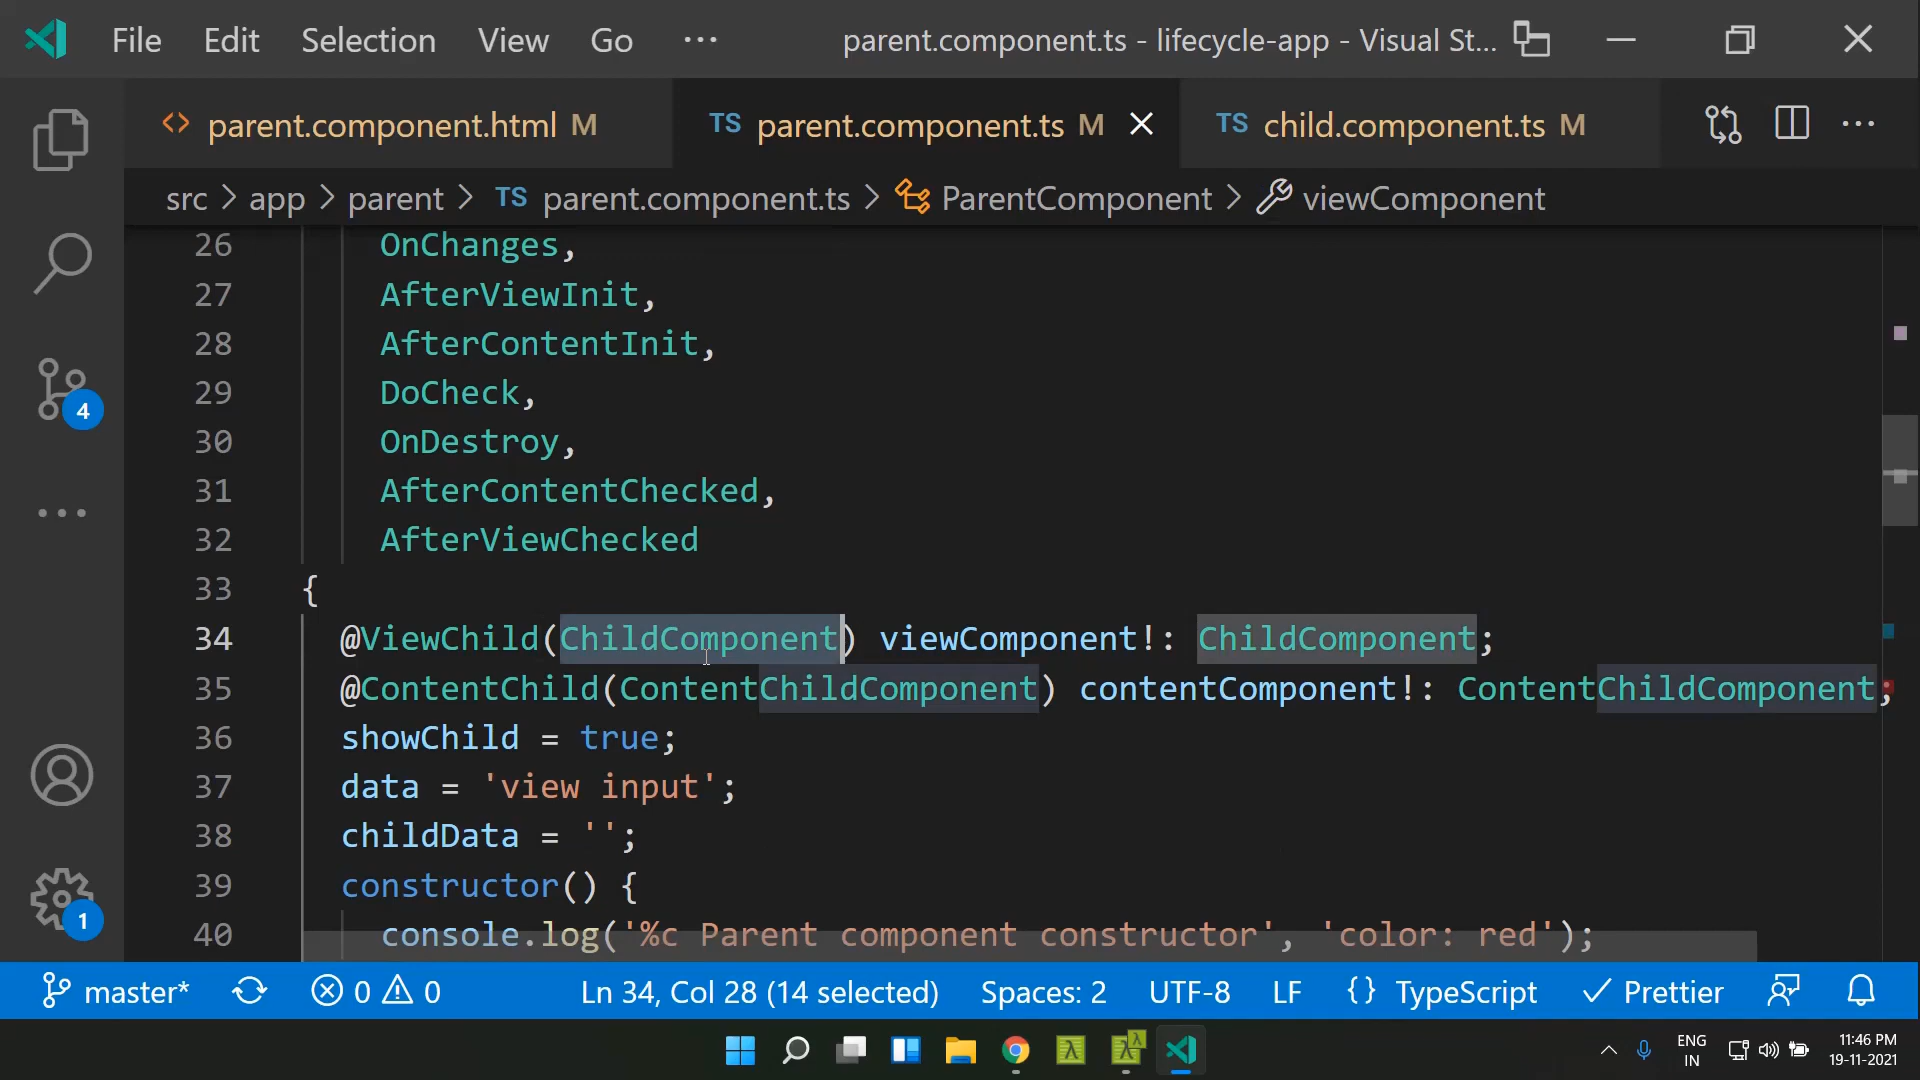 File Edit Selection View Go ... parent.component.ts - lifecycle-app - Visual St...
parent.component.html M TS parent.component.ts M TS child.component.ts M
src > app > parent > TS parent.component.ts > ParentComponent > viewComponent
26 OnChanges,
27 AfterViewInit,
28 AfterContentInit,
29 DoCheck,
30 OnDestroy,
31 AfterContentChecked,
32 AfterViewChecked
33 {
34 @ViewChild(ChildComponent) viewComponent!: ChildComponent;
35 @ContentChild(ContentChildComponent) contentComponent!: ContentChildComponent;
36 showChild = true;
37 data = 'view input';
38 childData = '';
39 constructor() {
40 console.log('%c Parent component constructor', 'color: red');
4
1
master* 0 0 Ln 34, Col 28 (14 selected) Spaces: 2 UTF-8 LF {} TypeScript Prettier
ENG
IN
11:46 PM
19-11-2021